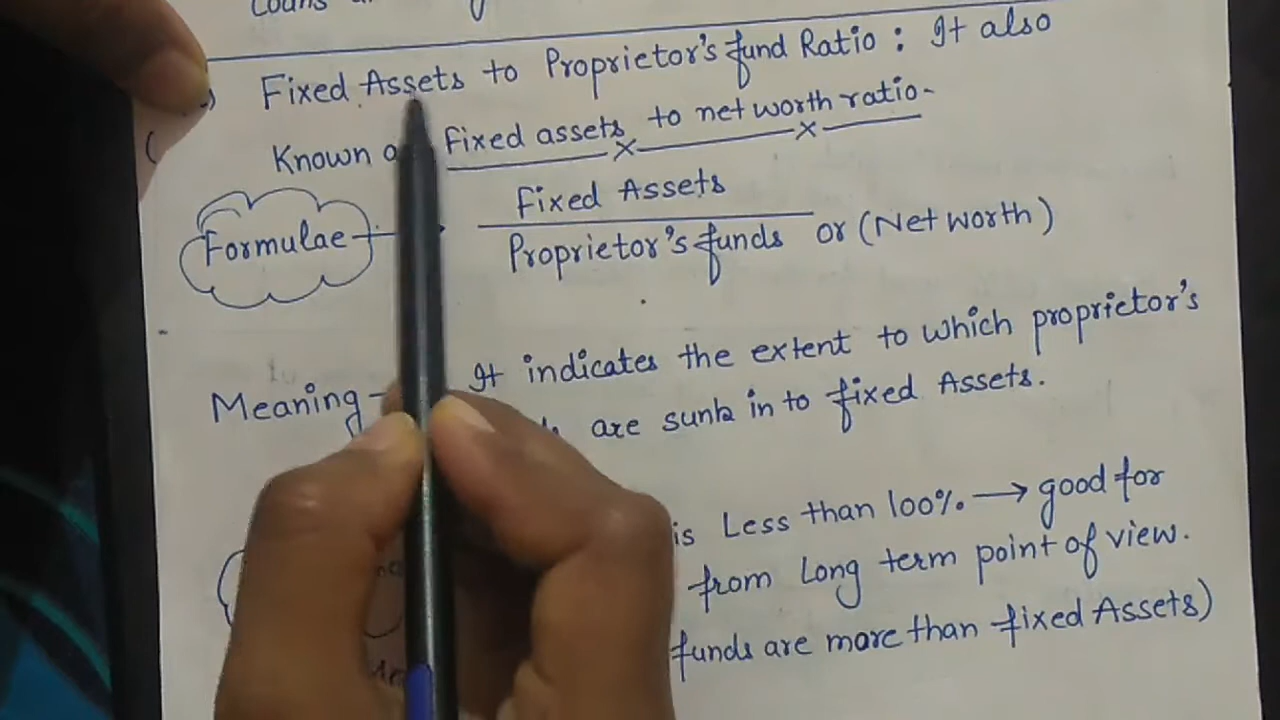 Fixed Assets to Proprietor's fund Ratio : It also
Known a fixed assets to net worth ratio-
Formulae
Fixed Assets
Proprietor's funds or (Net worth)
Meaning - It indicates the extent to which proprietor's
are sunk in to fixed Assets.
is Less than 100%. → good for
from Long term point of view.
funds are more than fixed Assets)